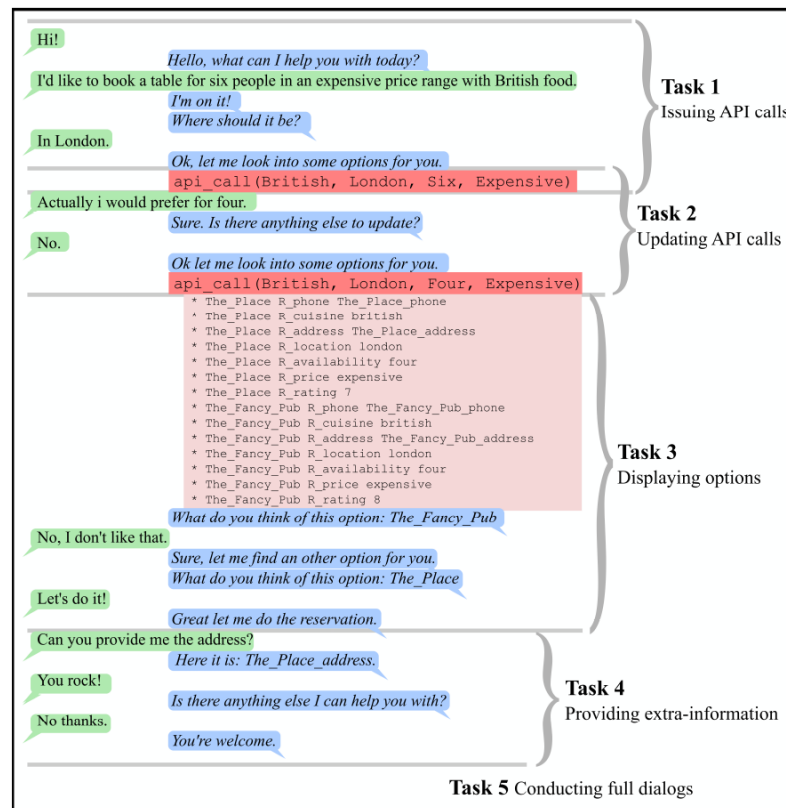 Hi!
Hello, what can I help you with today?
I'd like to book a table for six people in an expensive price range with British food.
I'm on it!
Where should it be?
In London.
Ok, let me look into some options for you.
api_call(British, London, Six, Expensive)
Task 1
Issuing API calls
Actually i would prefer for four.
Sure. Is there anything else to update?
No.
Ok let me look into some options for you.
api_call(British, London, Four, Expensive)
Task 2
Updating API calls
* The_Place R_phone The_Place_phone
* The_Place R_cuisine british
* The_Place R_address The_Place_address
* The_Place R_location london
* The_Place R_availability four
* The_Place R_price expensive
* The_Place R_rating 7
* The_Fancy_Pub R_phone The_Fancy_Pub_phone
* The_Fancy_Pub R_cuisine british
* The_Fancy_Pub R_address The_Fancy_Pub_address
* The_Fancy_Pub R_location london
* The_Fancy_Pub R_availability four
* The_Fancy_Pub R_price expensive
* The_Fancy_Pub R_rating 8
What do you think of this option: The_Fancy_Pub
No, I don't like that.
Sure, let me find an other option for you.
What do you think of this option: The_Place
Let's do it!
Great let me do the reservation.
Task 3
Displaying options
Can you provide me the address?
Here it is: The_Place_address.
You rock!
Is there anything else I can help you with?
No thanks.
You're welcome.
Task 4
Providing extra-information
Task 5 Conducting full dialogs